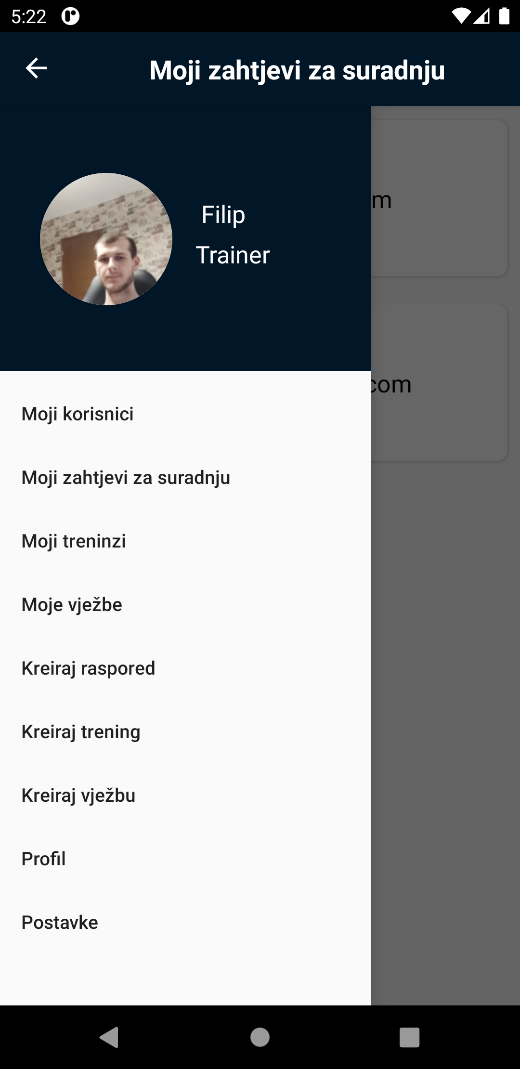 5:22
Moji zahtjevi za suradnju
Filip
Trainer
m
com
Moji korisnici
Moji zahtjevi za suradnju
Moji treninzi
Moje vježbe
Kreiraj raspored
Kreiraj trening
Kreiraj vježbu
Profil
Postavke